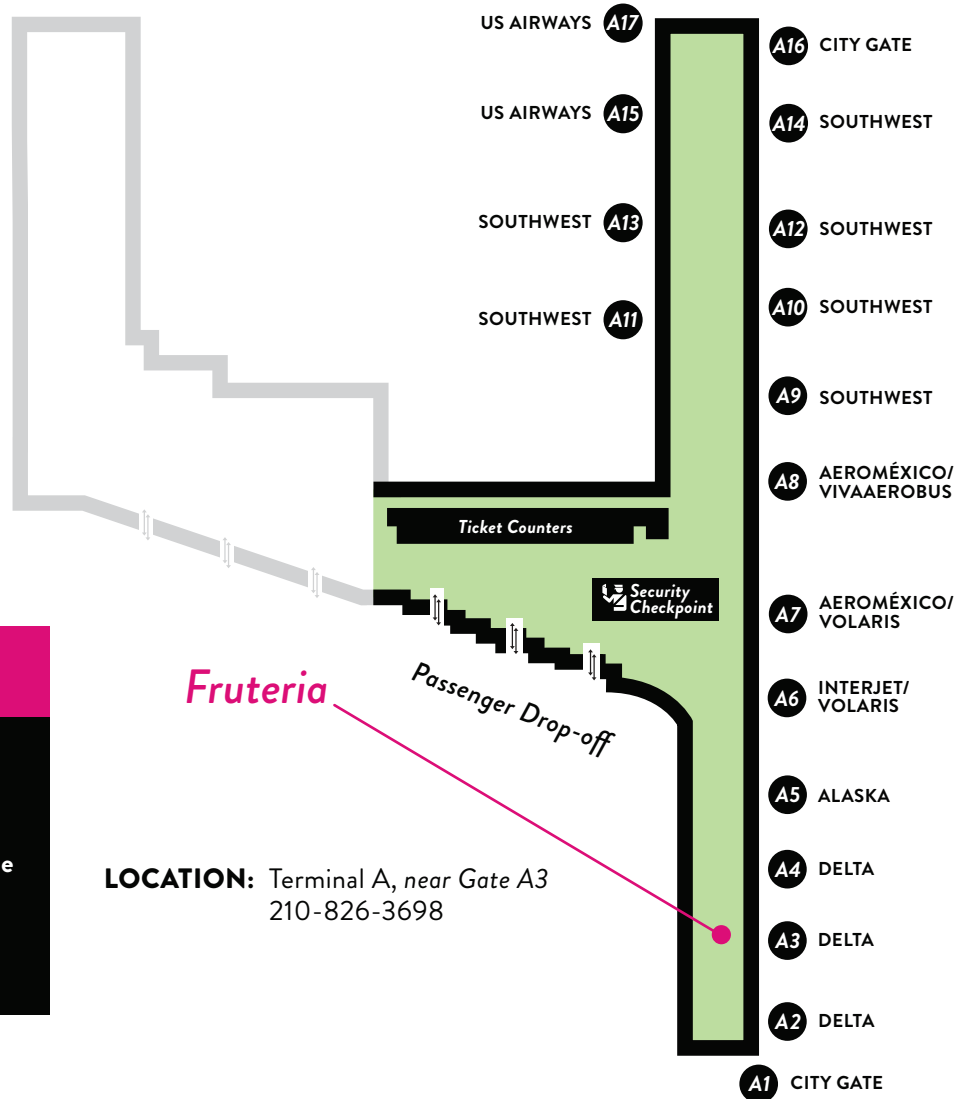 US AIRWAYS A17
A16 CITY GATE
US AIRWAYS A15
A14 SOUTHWEST
SOUTHWEST A13
A12 SOUTHWEST
A10 SOUTHWEST
SOUTHWEST A11
A9 SOUTHWEST
A8 AEROMÉXICO/
VIVAAEROBUS
Ticket Counters
Security
Checkpoint
A7 AEROMÉXICO/
VOLARIS
Fruteria
Passenger Drop-off
A6 INTERJET/
VOLARIS
A5 ALASKA
e
LOCATION: Terminal A, near Gate A3
210-826-3698
A4 DELTA
A3 DELTA
A2 DELTA
A1 CITY GATE